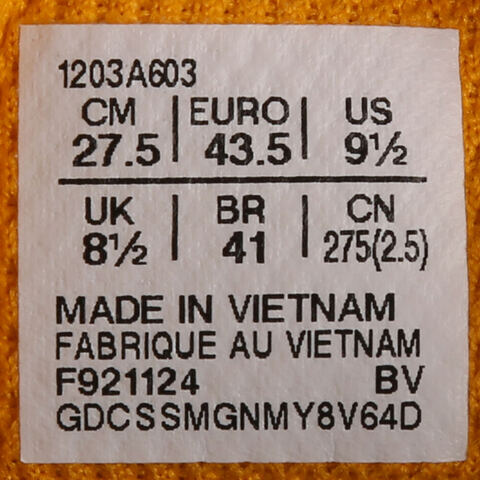 1203A603
CM | EURO | US
27.5 | 43.5 | 9½
UK | BR | CN
8½ | 41 | 275(2.5)
MADE IN VIETNAM
FABRIQUE AU VIETNAM
F921124 BV
GDCSSMGNMY8V64D